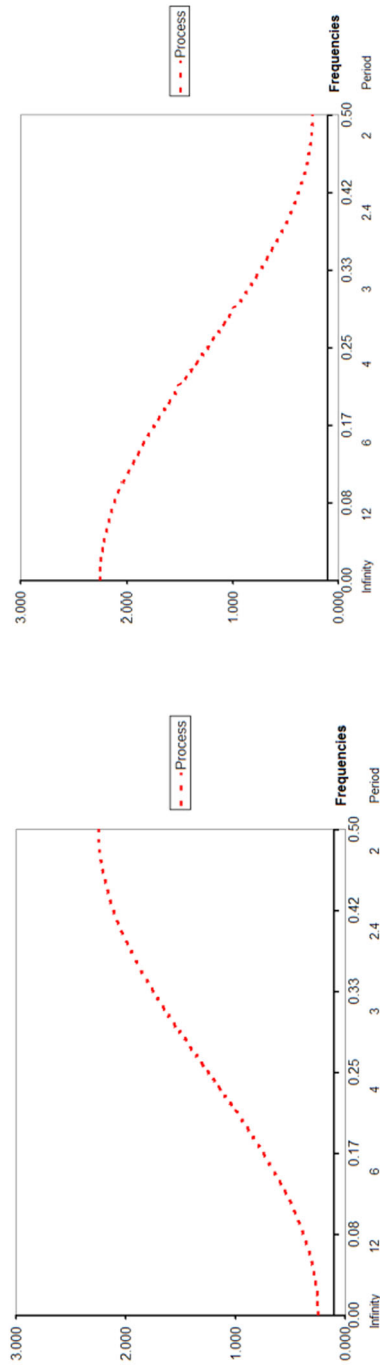 3.000
2.000
1.000
0.000
0.00 0.08 0.17 0.25 0.33 0.42 0.50
Frequencies
Infinity 12 6 4 3 2.4 2
Period
Process
3.000
2.000
1.000
0.000
0.00 0.08 0.17 0.25 0.33 0.42 0.50
Frequencies
Infinity 12 6 4 3 2.4 2
Period
Process